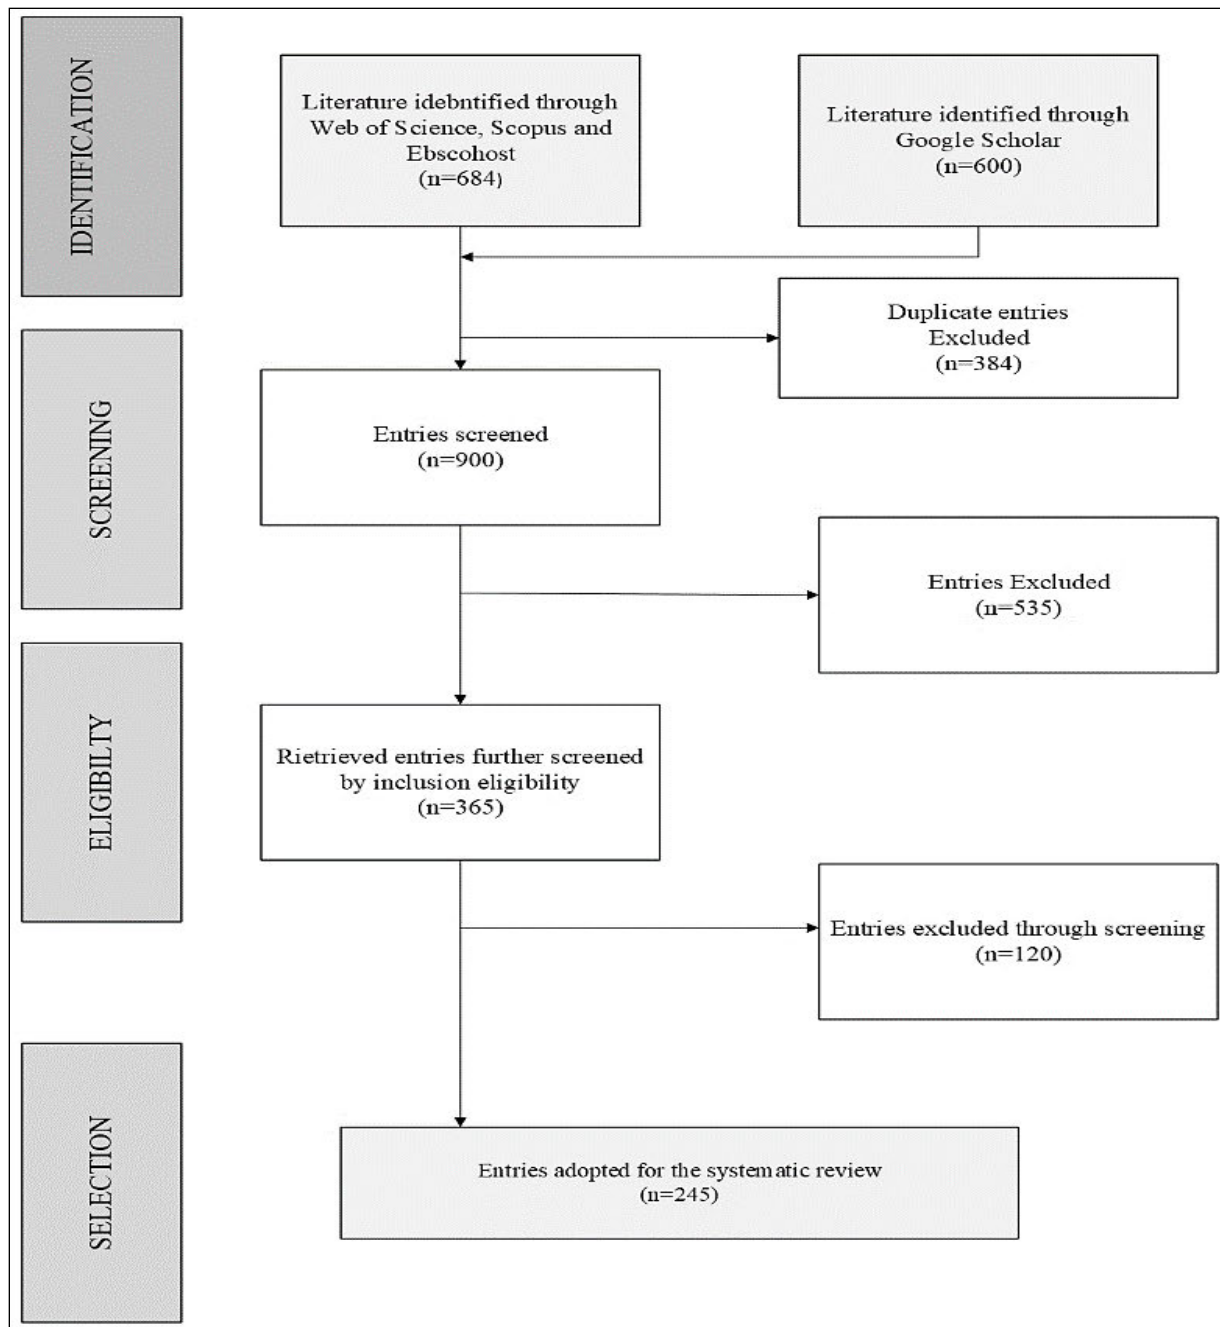 IDENTIFICATION
Literature idebntified through
Web of Science, Scopus and
Ebscohost
(n=684)
Literature identified through
Google Scholar
(n=600)
Duplicate entries
Excluded
(n=384)
SCREENING
Entries screened
(n=900)
Entries Excluded
(n=535)
ELIGIBILTY
Rietrieved entries further screened
by inclusion eligibility
(n=365)
Entries excluded through screening
(n=120)
SELECTION
Entries adopted for the systematic review
(n=245)